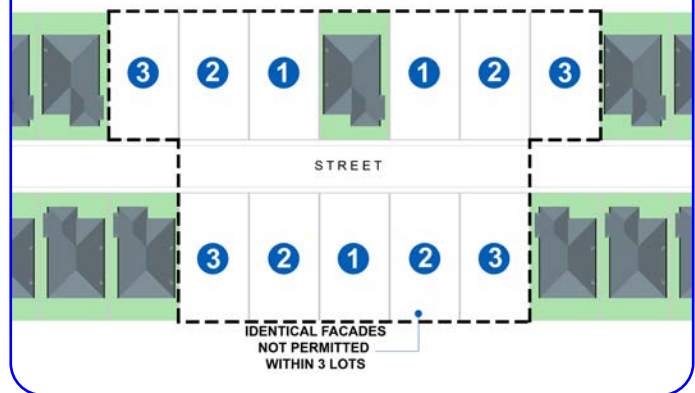 3 2 1 1 2 3
STREET
3 2 1 2 3
IDENTICAL FACADES
NOT PERMITTED
WITHIN 3 LOTS